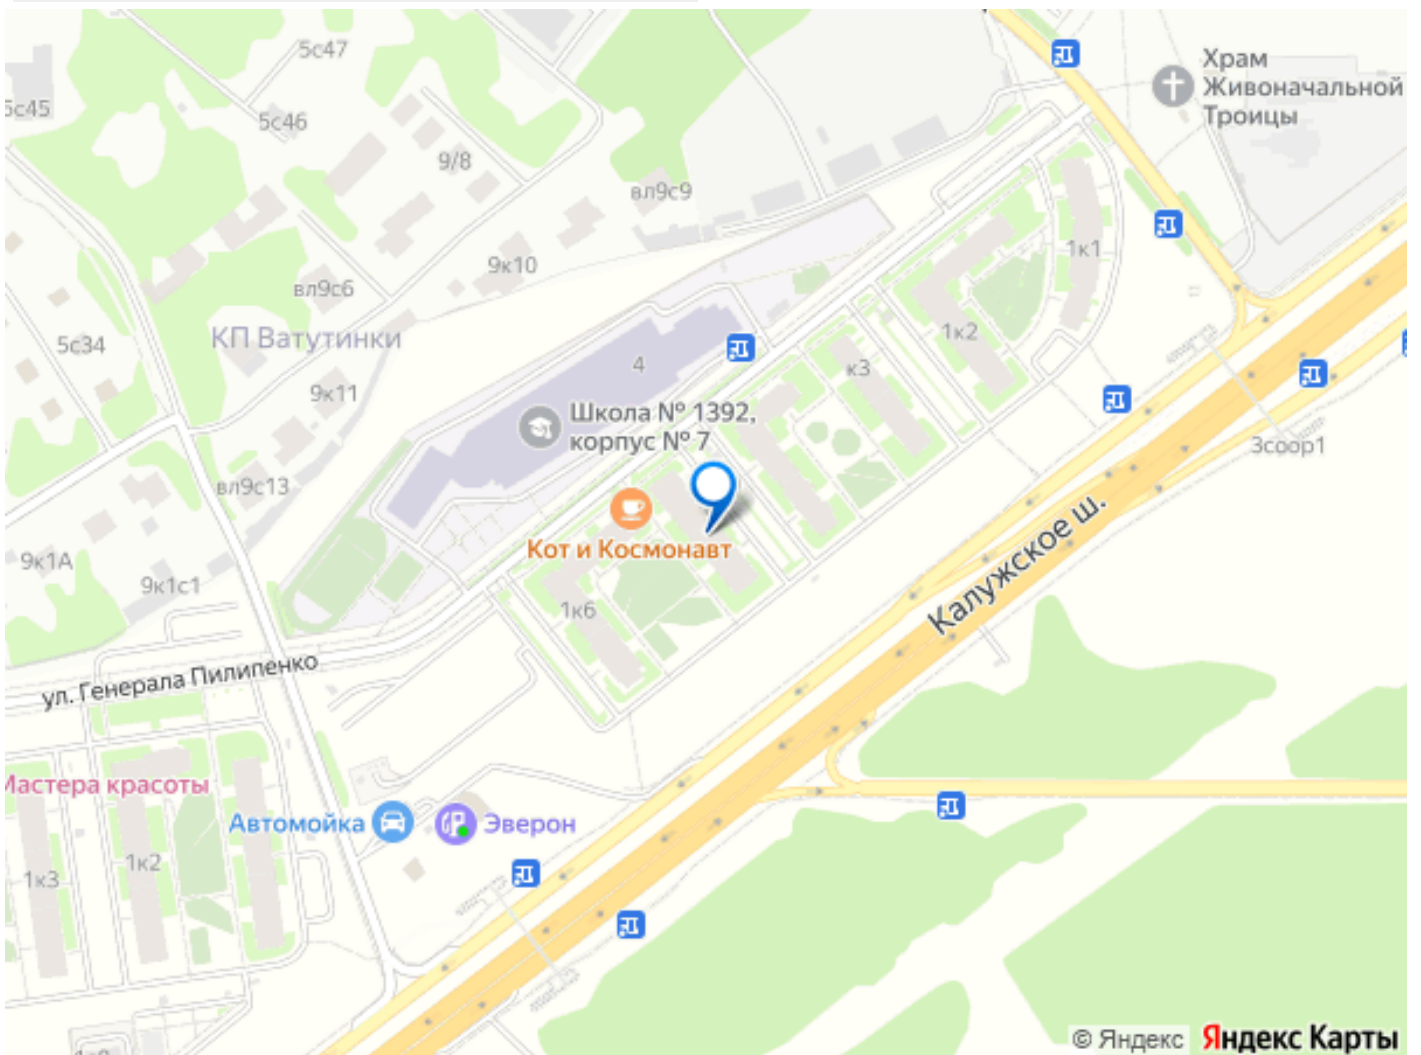 5с47
Храм
Живоначальной
Троицы
5с45
5с46
9/8
вл9с9
1к1
9к10
вл9с6
КП Ватутинки
1к2
5с34
4
к3
9к11
Школа № 1392,
корпус № 7
3соор1
вл9с13
Калужское ш.
Кот и Космонавт
9к1А
9к1с1
1к6
ул. Генерала Пилипенко
Мастера красоты
Автомойка
Эверон
1к2
1к3
© Яндекс
Яндекс Карты